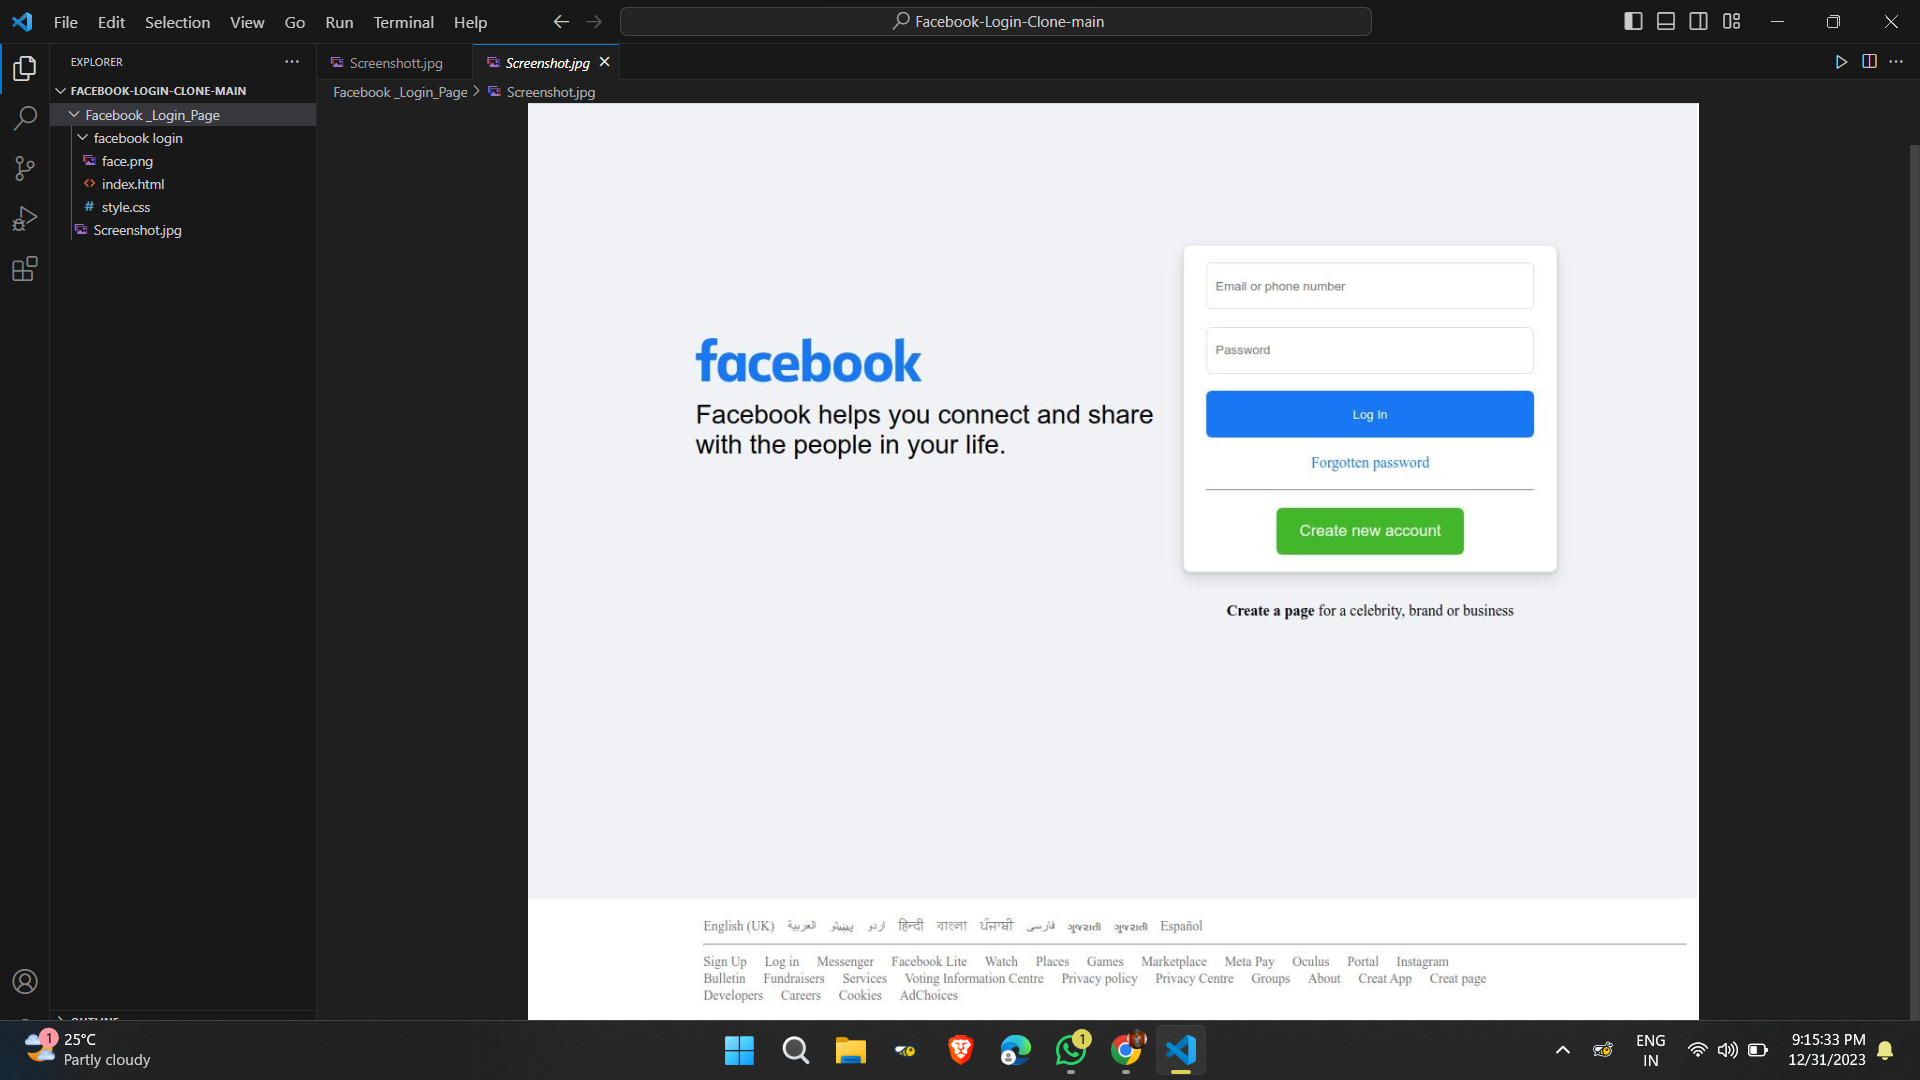 File Edit Selection View Go Run Terminal Help
Facebook-Login-Clone-main
EXPLORER
FACEBOOK-LOGIN-CLONE-MAIN
Facebook _Login_Page
facebook login
face.png
index.html
style.css
Screenshot.jpg
Screenshott.jpg
Screenshot.jpg
Facebook _Login_Page > Screenshot.jpg
facebook
Facebook helps you connect and share
with the people in your life.
Email or phone number
Password
Log In
Forgotten password
Create new account
Create a page for a celebrity, brand or business
English (UK) العربية پښتو اردو हिन्दी বাংলা ਪੰਜਾਬੀ فارسی ગુજરાતી ગુજરાતી Español
Sign Up Log in Messenger Facebook Lite Watch Places Games Marketplace Meta Pay Oculus Portal Instagram
Bulletin Fundraisers Services Voting Information Centre Privacy policy Privacy Centre Groups About Creat App Creat page
Developers Careers Cookies AdChoices
1
25°C
Partly cloudy
1
ENG
IN
9:15:33 PM
12/31/2023